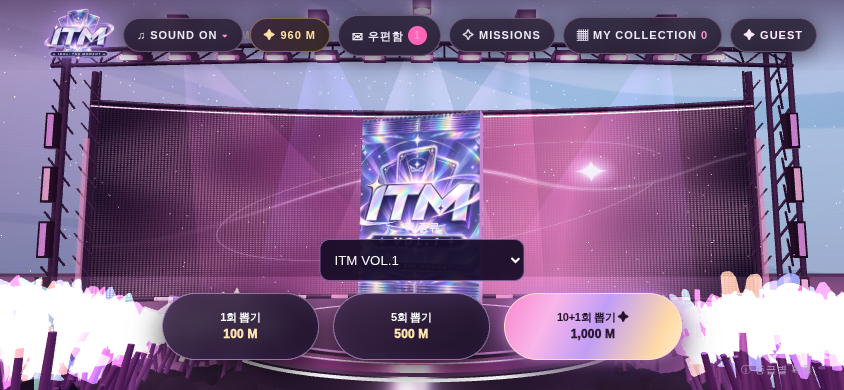 ITM
♫ SOUND ON
✦ 960 M
✉ 우편함 1
✧ MISSIONS
▦ MY COLLECTION 0
✦ GUEST
ITM
ITM VOL.1
1회 뽑기
100 M
5회 뽑기
500 M
10+1회 뽑기 ✦
1,000 M